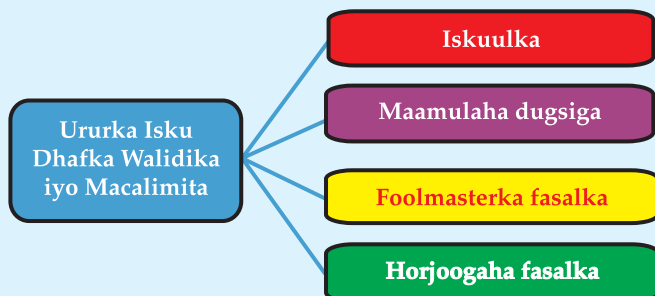 Ururka Isku
Dhafka Walidika
iyo Macalimita
Iskuulka
Maamulaha dugsiga
Foolmasterka fasalka
Horjoogaha fasalka